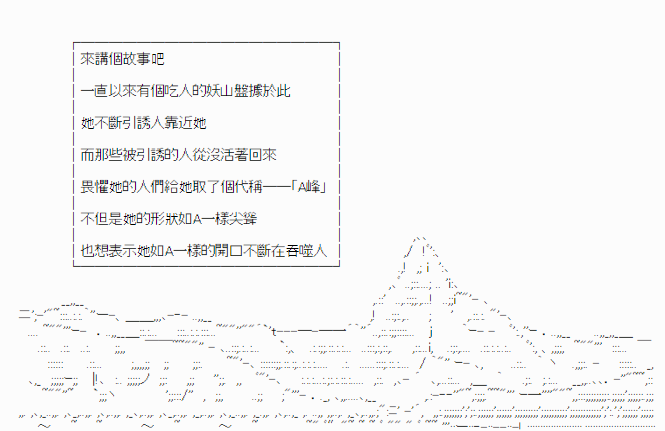 來講個故事吧
一直以來有個吃人的妖山盤據於此
她不斷引誘人靠近她
而那些被引誘的人從沒活著回來
畏懼她的人們給她取了個代稱——「A峰」
不但是她的形狀如A一樣尖聳
也想表示她如A一樣的開口不斷在吞噬人